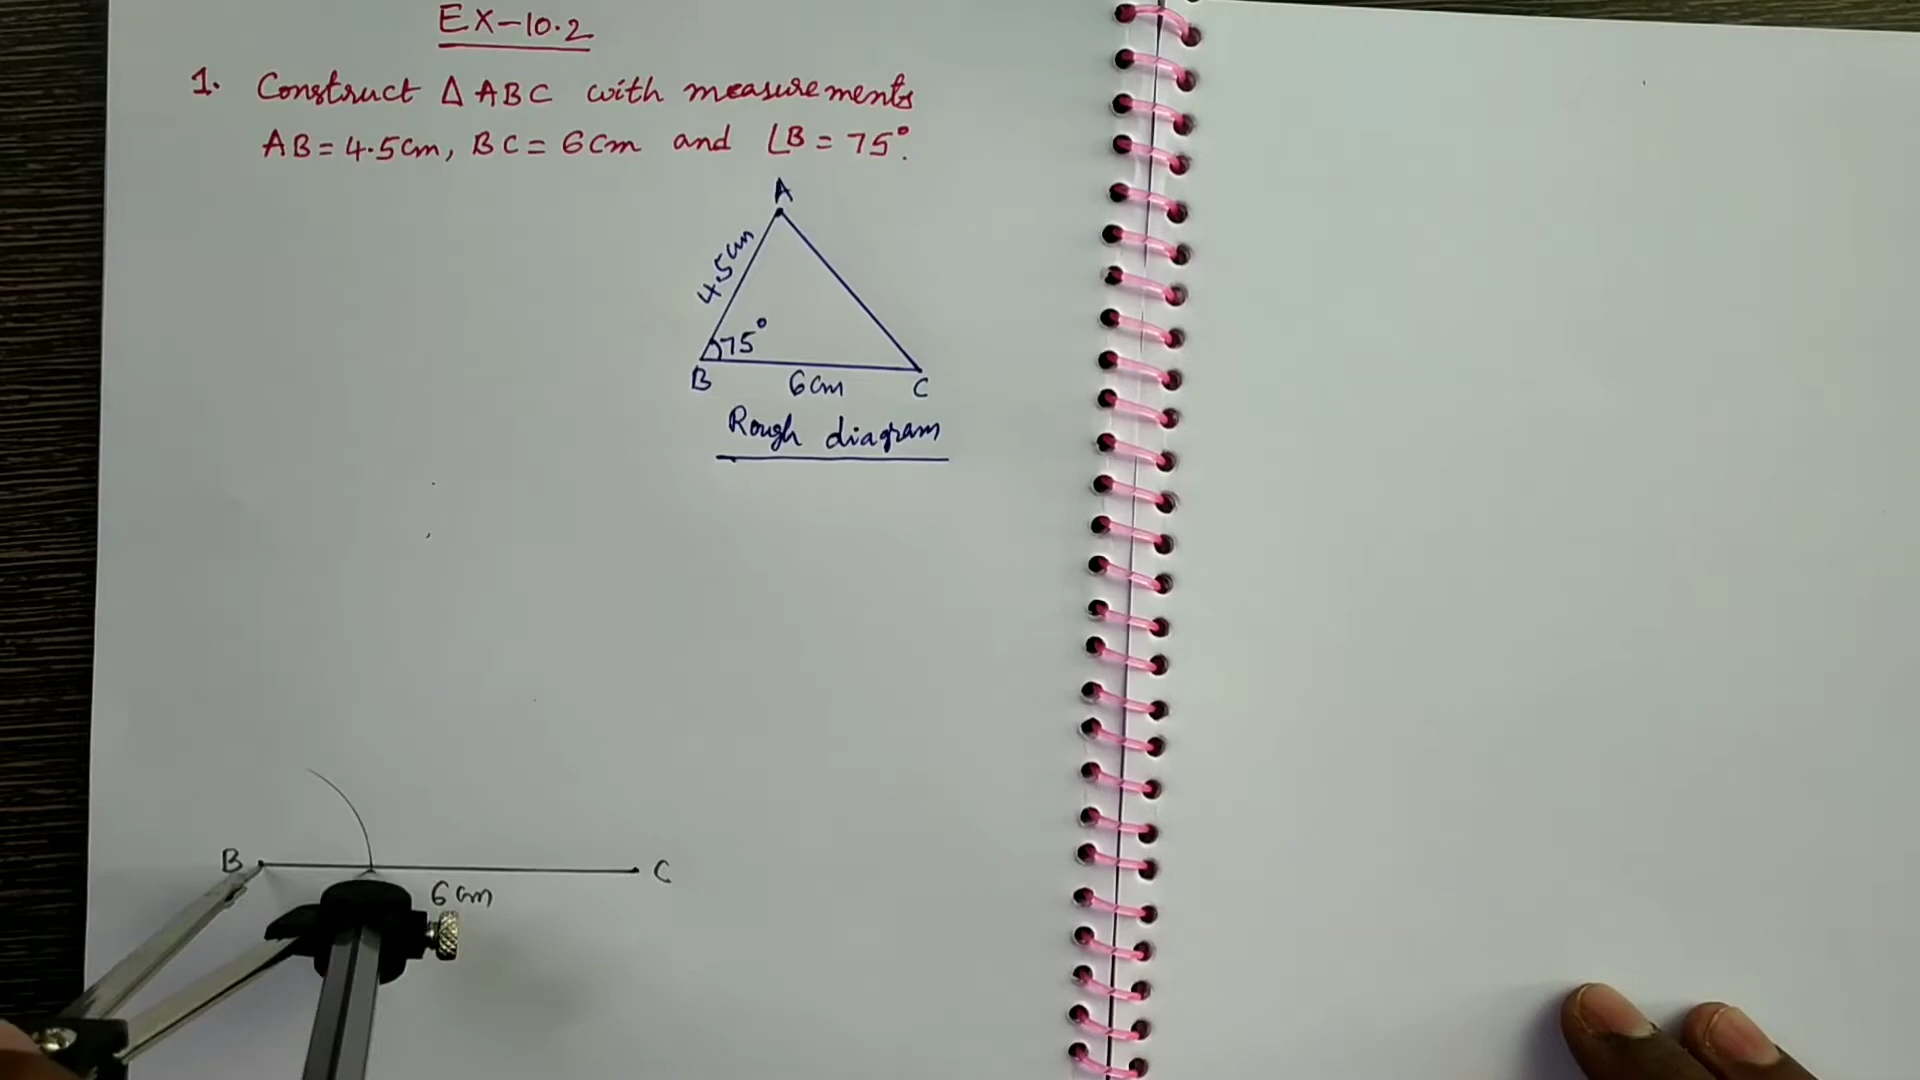 EX-10.2
1. Construct Δ ABC with measurements
AB = 4.5cm, BC = 6cm and ∠B = 75°.
A
4.5cm
75°
B 6cm C
Rough diagram
B C
6cm